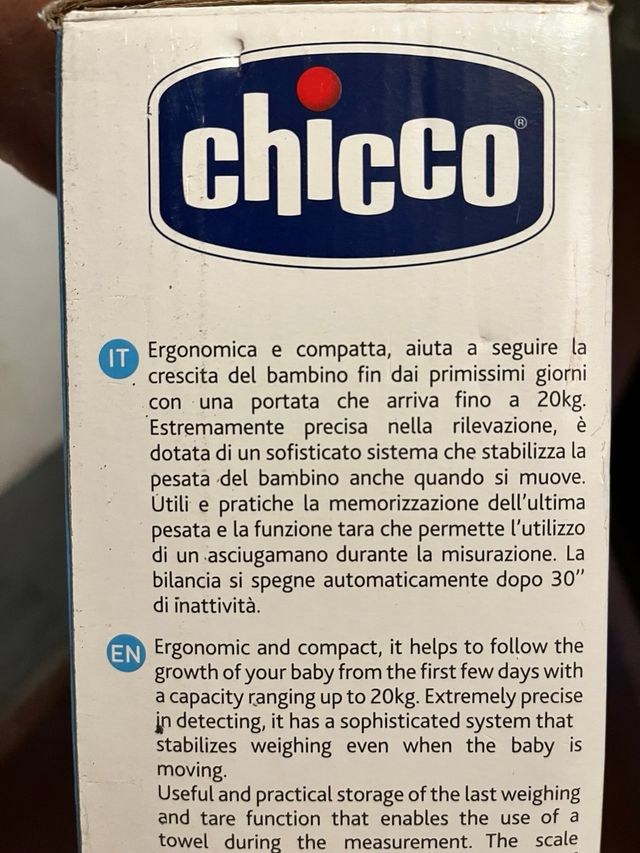 chicco®
IT
Ergonomica e compatta, aiuta a seguire la
crescita del bambino fin dai primissimi giorni
con una portata che arriva fino a 20kg.
Estremamente precisa nella rilevazione, è
dotata di un sofisticato sistema che stabilizza la
pesata del bambino anche quando si muove.
Utili e pratiche la memorizzazione dell'ultima
pesata e la funzione tara che permette l'utilizzo
di un asciugamano durante la misurazione. La
bilancia si spegne automaticamente dopo 30”
di inattività.
EN
Ergonomic and compact, it helps to follow the
growth of your baby from the first few days with
a capacity ranging up to 20kg. Extremely precise
in detecting, it has a sophisticated system that
stabilizes weighing even when the baby is
moving.
Useful and practical storage of the last weighing
and tare function that enables the use of a
towel during the measurement. The scale